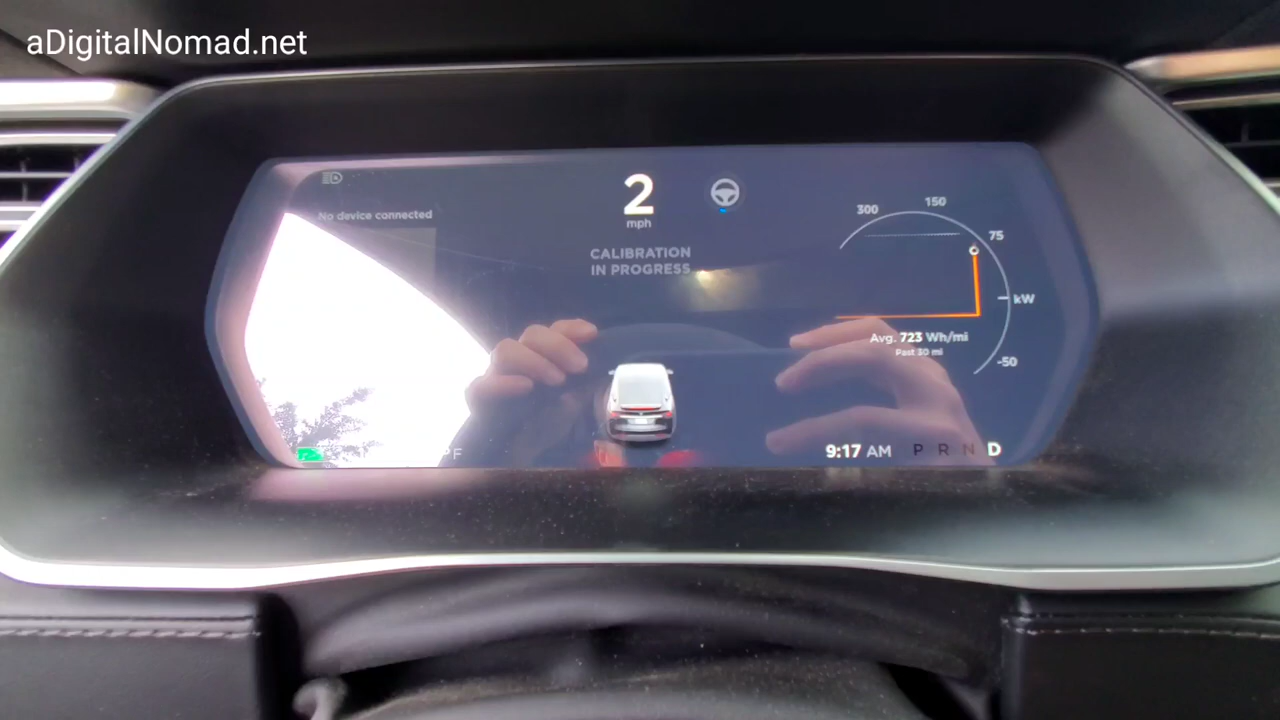 aDigitalNomad.net
No device connected
2
mph
CALIBRATION
IN PROGRESS
300
150
75
kW
-50
Avg. 723 Wh/mi
Past 30 mi
9:17 AM
P R N D